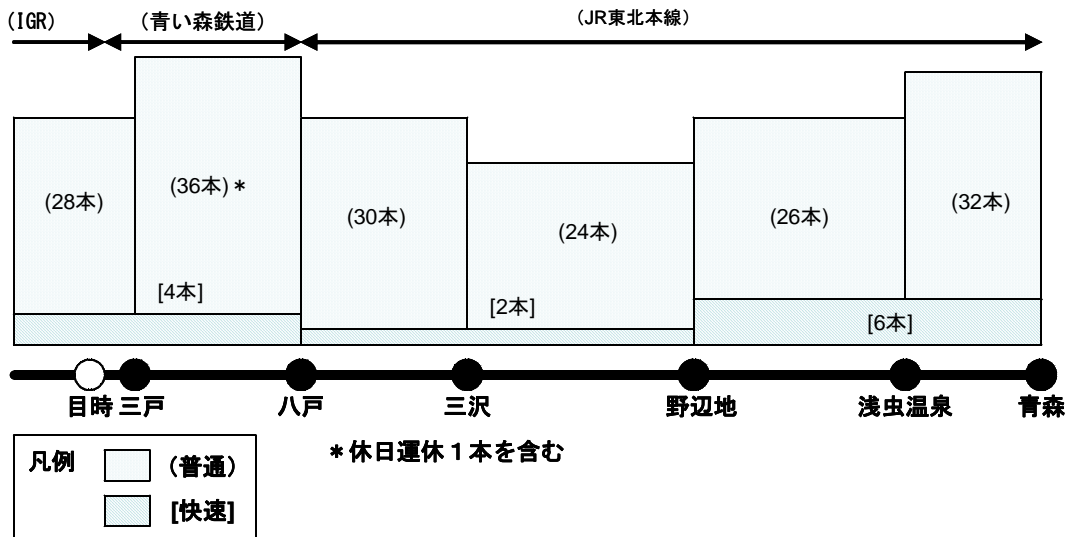 (IGR) (青い森鉄道) (JR東北本線)
(28本) (36本)* (30本) (24本) (26本) (32本)
[4本] [2本] [6本]
目時 三戸 八戸 三沢 野辺地 浅虫温泉 青森
*休日運休1本を含む
凡例 (普通)
[快速]